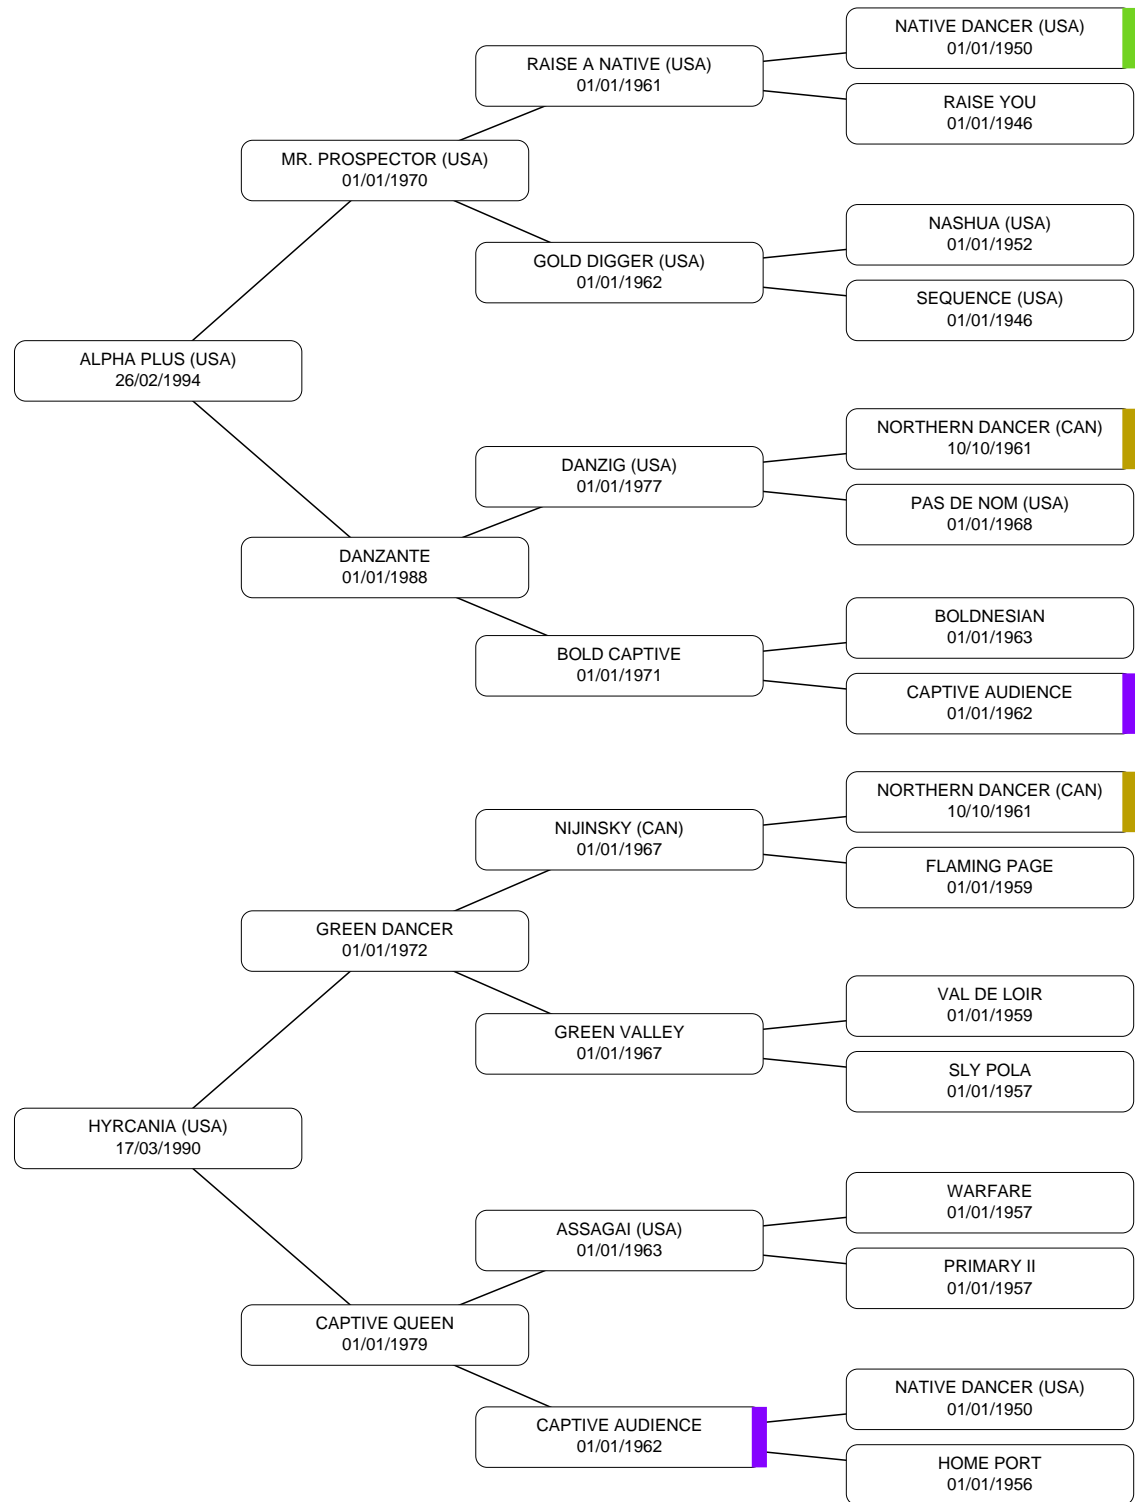 NATIVE DANCER (USA)
01/01/1950
RAISE A NATIVE (USA)
01/01/1961
RAISE YOU
01/01/1946
MR. PROSPECTOR (USA)
01/01/1970
NASHUA (USA)
01/01/1952
GOLD DIGGER (USA)
01/01/1962
SEQUENCE (USA)
01/01/1946
ALPHA PLUS (USA)
26/02/1994
NORTHERN DANCER (CAN)
10/10/1961
DANZIG (USA)
01/01/1977
PAS DE NOM (USA)
01/01/1968
DANZANTE
01/01/1988
BOLDNESIAN
01/01/1963
BOLD CAPTIVE
01/01/1971
CAPTIVE AUDIENCE
01/01/1962
NORTHERN DANCER (CAN)
10/10/1961
NIJINSKY (CAN)
01/01/1967
FLAMING PAGE
01/01/1959
GREEN DANCER
01/01/1972
VAL DE LOIR
01/01/1959
GREEN VALLEY
01/01/1967
SLY POLA
01/01/1957
HYRCANIA (USA)
17/03/1990
WARFARE
01/01/1957
ASSAGAI (USA)
01/01/1963
PRIMARY II
01/01/1957
CAPTIVE QUEEN
01/01/1979
NATIVE DANCER (USA)
01/01/1950
CAPTIVE AUDIENCE
01/01/1962
HOME PORT
01/01/1956